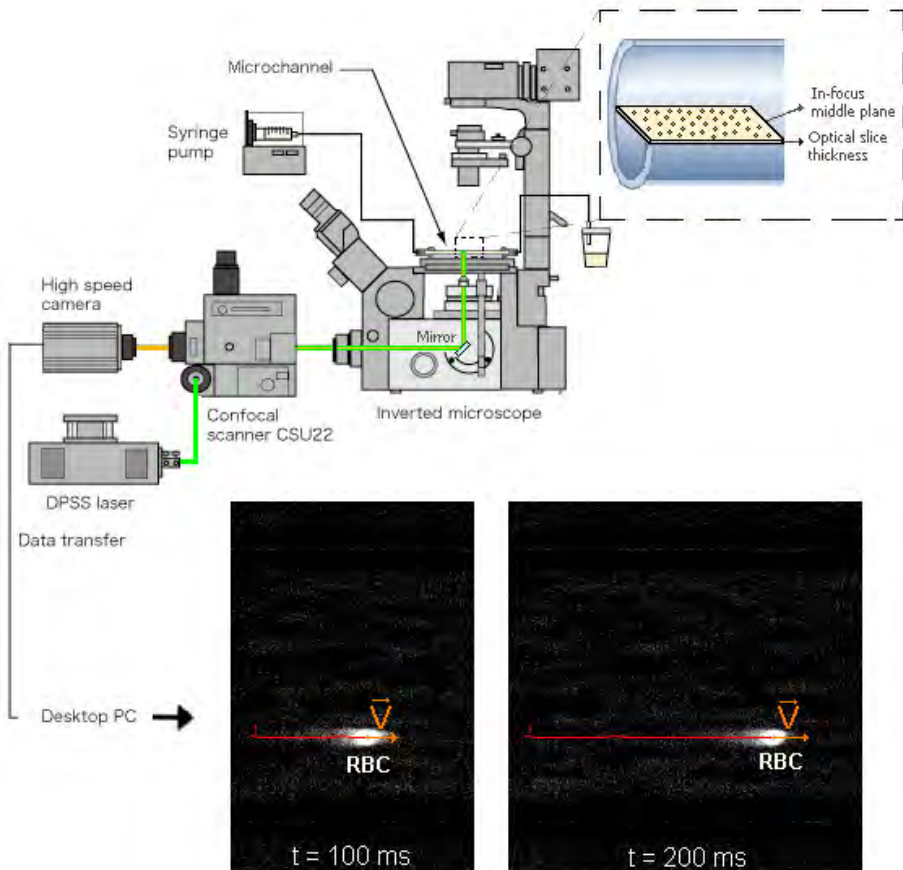 Microchannel
Syringe
pump
In-focus
middle plane
Optical slice
thickness
High speed
camera
Mirror
Confocal
scanner CSU22
Inverted microscope
DPSS laser
Data transfer
Desktop PC
V
RBC
t = 100 ms
V
RBC
t = 200 ms